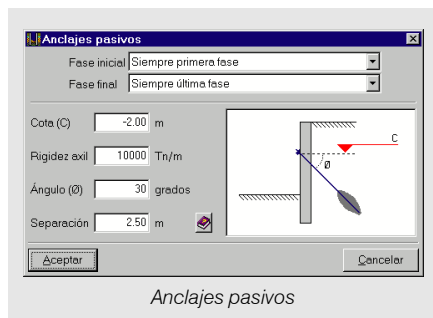 Anclajes pasivos
Fase inicial Siempre primera fase
Fase final Siempre última fase
Cota (C) -2.00 m
Rigidez axil 10000 Tn/m
Ángulo (Ø) 30 grados
Separación 2.50 m
C
Ø
Aceptar Cancelar
Anclajes pasivos